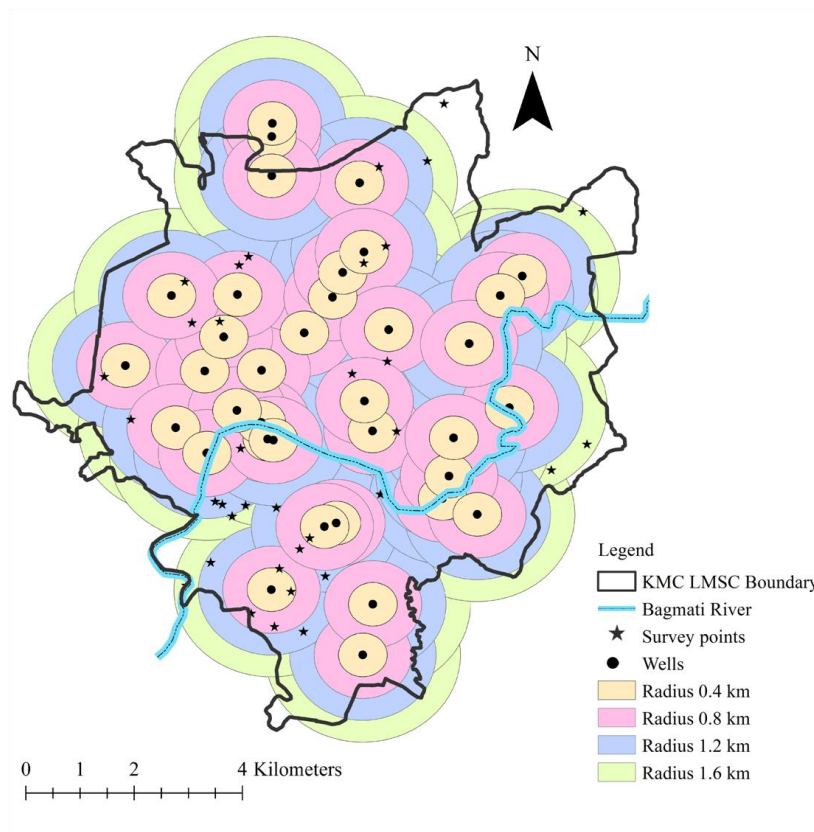 N
Legend
KMC LMSC Boundary
Bagmati River
Survey points
Wells
Radius 0.4 km
Radius 0.8 km
Radius 1.2 km
Radius 1.6 km
0 1 2 4 Kilometers